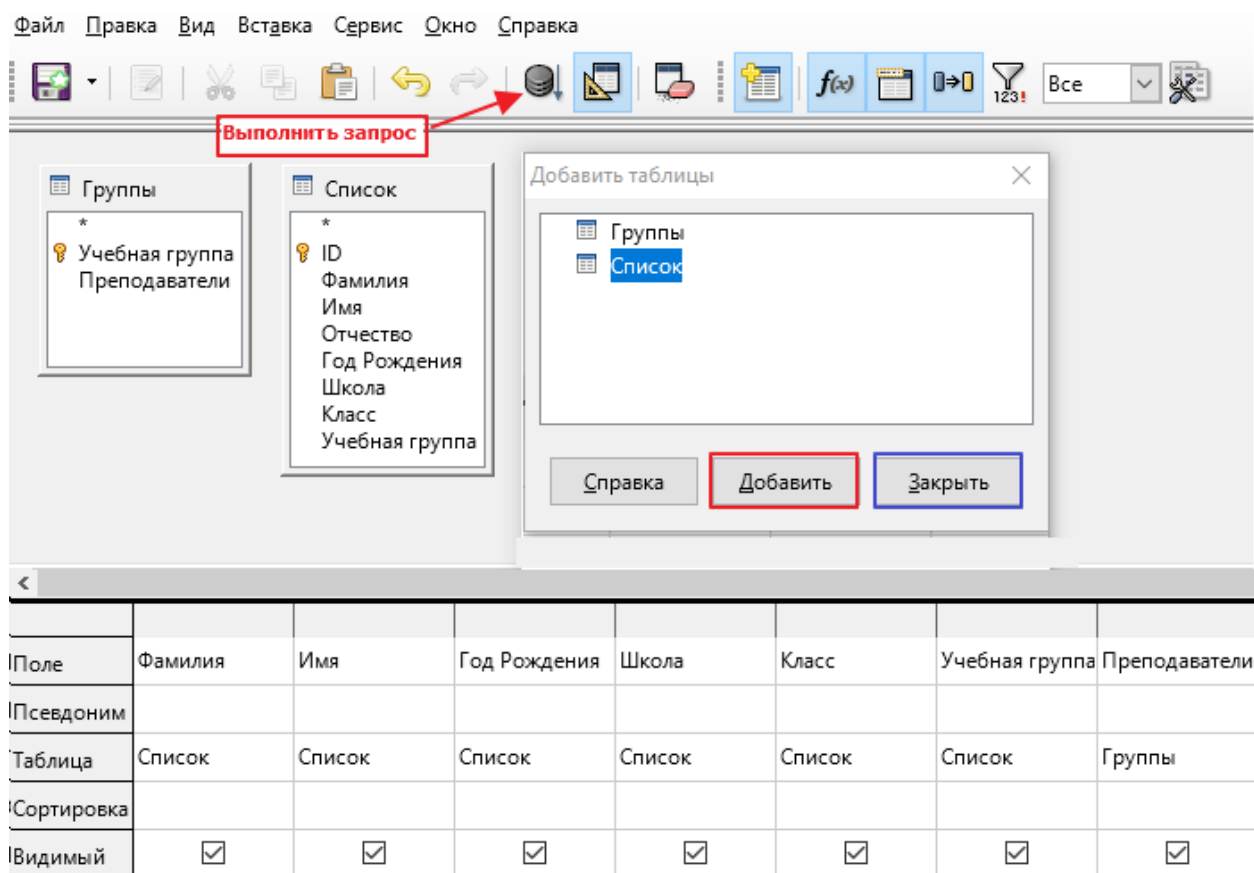 Файл Правка Вид Вставка Сервис Окно Справка
f(x) 123! Все
Выполнить запрос
Группы
*
Учебная группа
Преподаватели
Список
*
ID
Фамилия
Имя
Отчество
Год Рождения
Школа
Класс
Учебная группа
Добавить таблицы
Группы
Список
Справка Добавить Закрыть
Поле Фамилия Имя Год Рождения Школа Класс Учебная группа Преподаватели
Псевдоним
Таблица Список Список Список Список Список Список Группы
Сортировка
Видимый